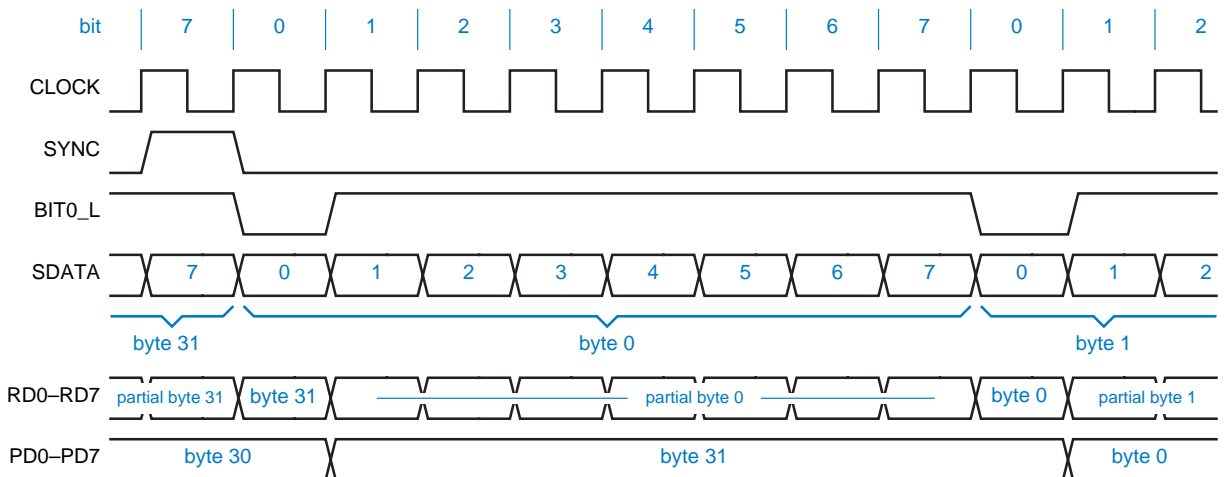 bit 7 0 1 2 3 4 5 6 7 0 1 2
CLOCK
SYNC
BIT0_L
SDATA 7 0 1 2 3 4 5 6 7 0 1 2
byte 31 byte 0 byte 1
RD0–RD7 partial byte 31 byte 31 partial byte 0 byte 0 partial byte 1
PD0–PD7 byte 30 byte 31 byte 0